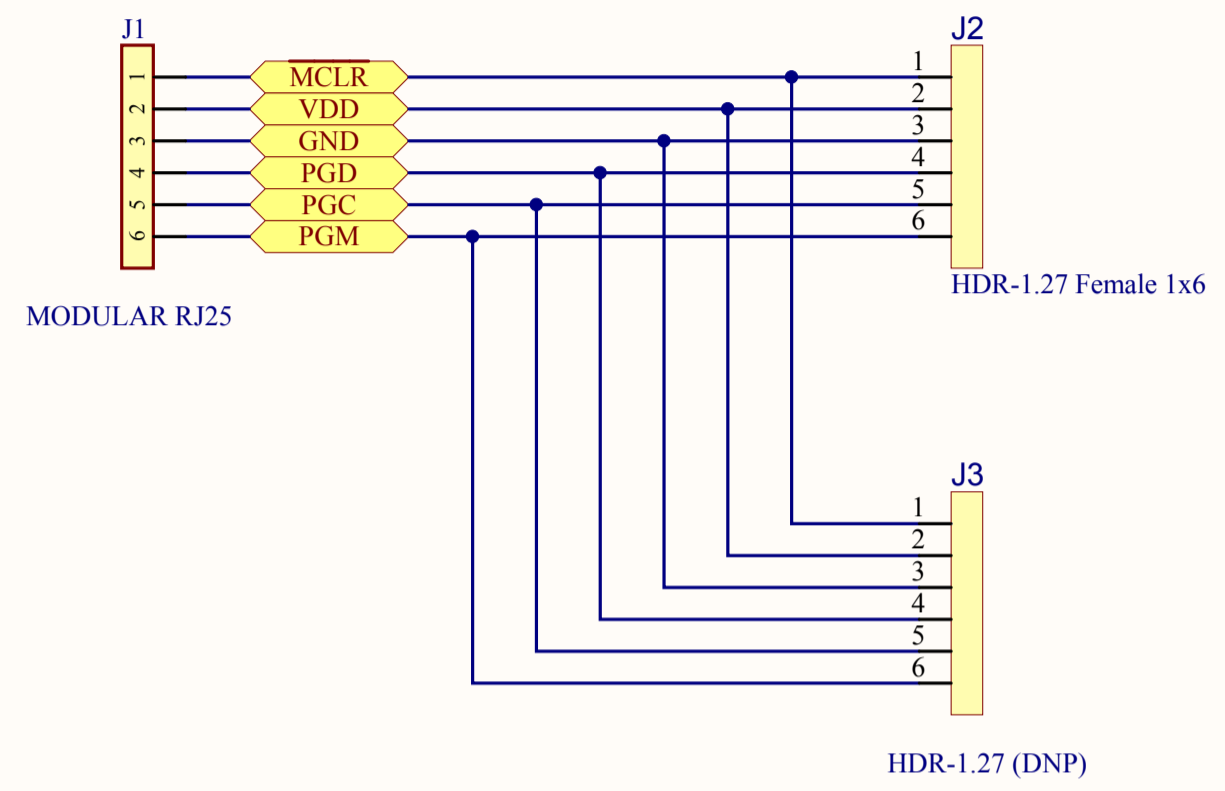 J1
1
2
3
4
5
6
MODULAR RJ25
MCLR
VDD
GND
PGD
PGC
PGM
J2
1
2
3
4
5
6
HDR-1.27 Female 1x6
J3
1
2
3
4
5
6
HDR-1.27 (DNP)